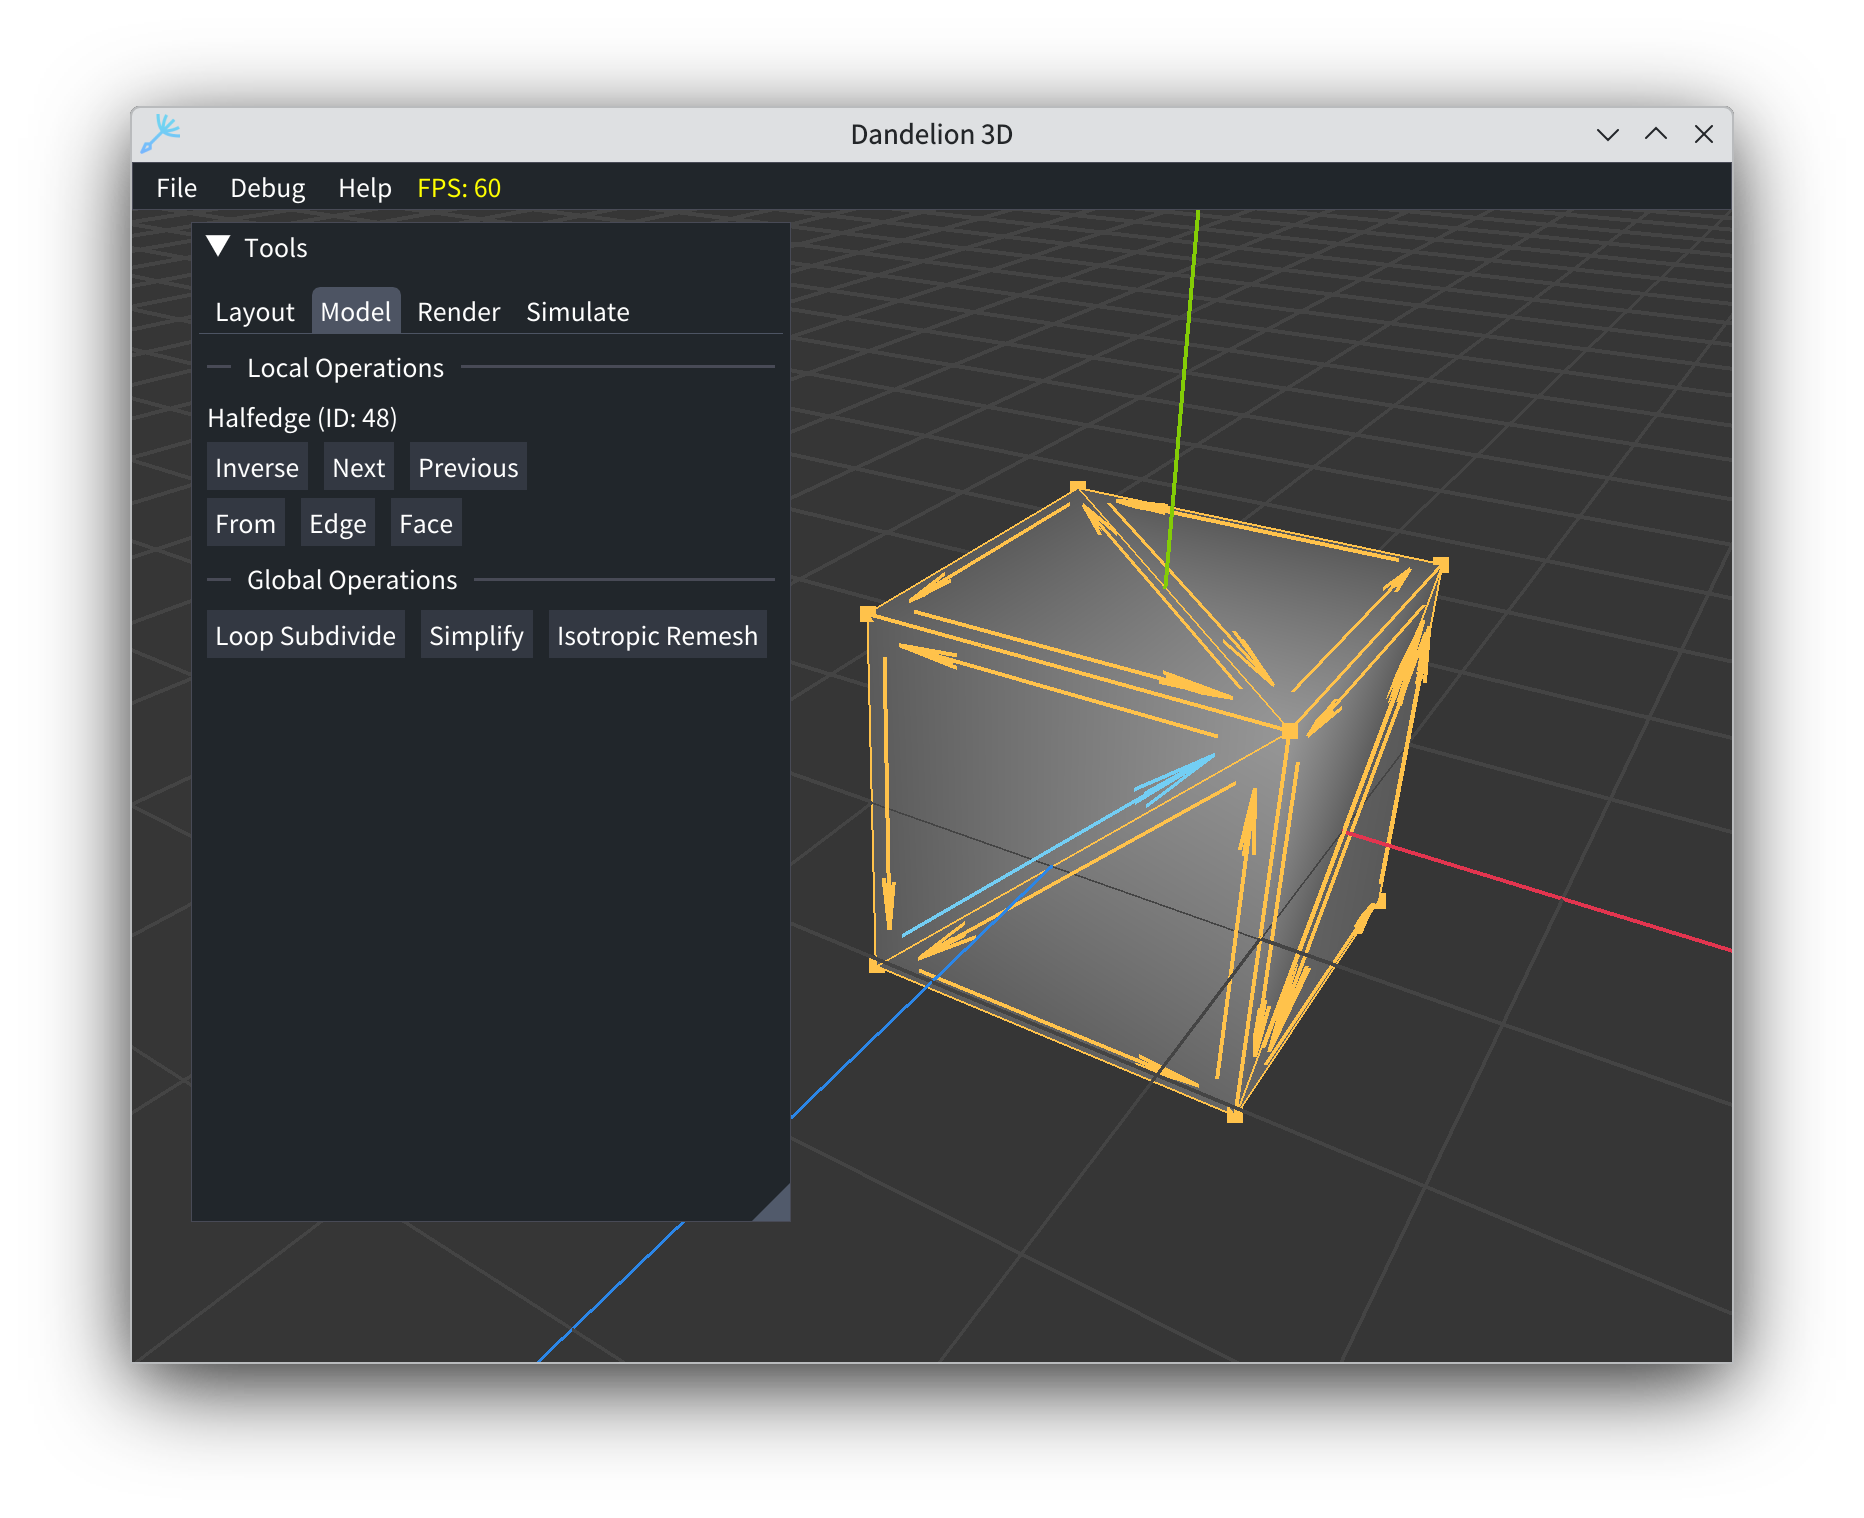 Dandelion 3D
File Debug Help FPS: 60
Tools
Layout Model Render Simulate
Local Operations
Halfedge (ID: 48)
Inverse Next Previous
From Edge Face
Global Operations
Loop Subdivide Simplify Isotropic Remesh